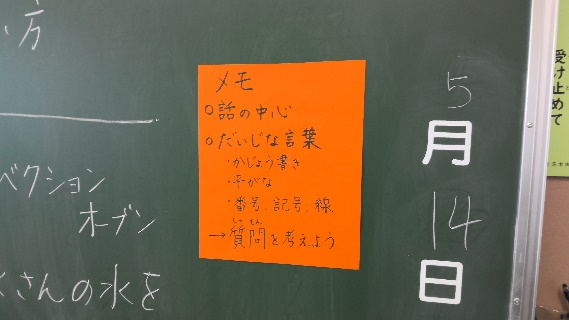 い方
ベクション
オーブン
くさんの水を
メモ
○話の中心
○だいじな言葉
・かじょう書き
・平がな
・番号、記号、線
しつもん
→質問を考えよう
5
月
14
日
受け止めて